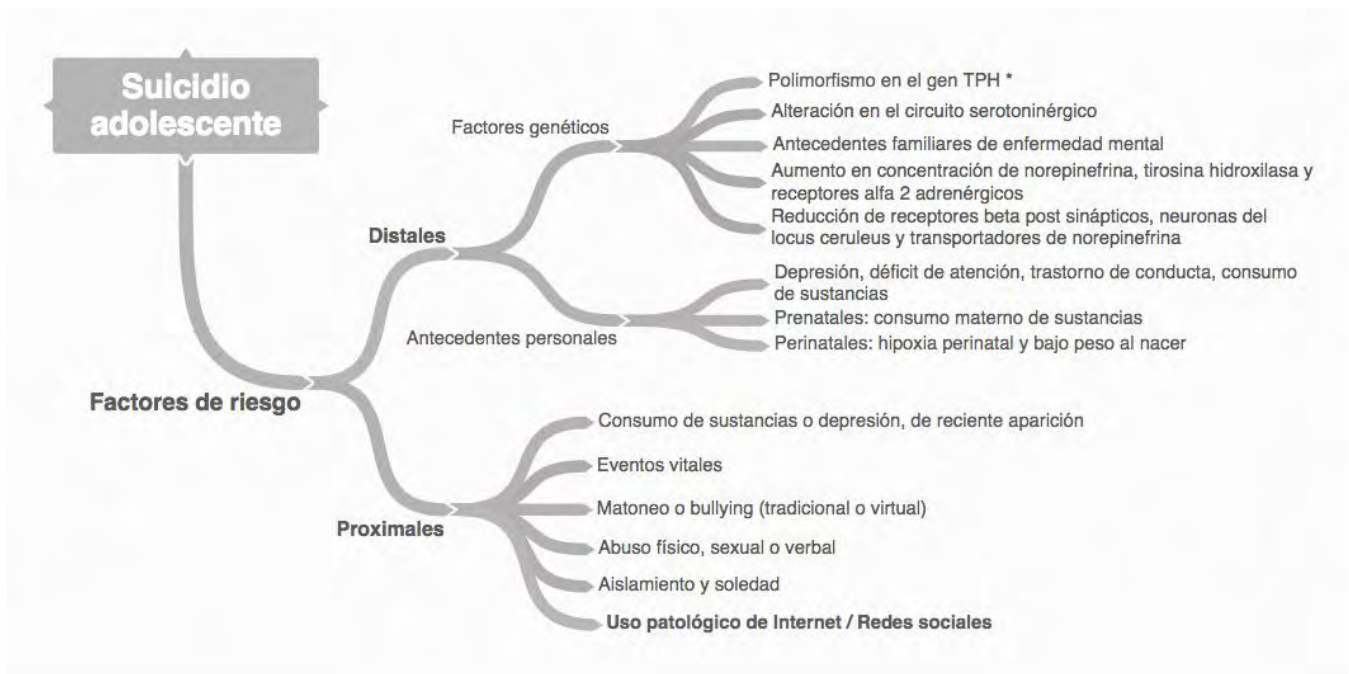 Suicidio
adolescente
Factores de riesgo
Distales
Factores genéticos
Polimorfismo en el gen TPH *
Alteración en el circuito serotoninérgico
Antecedentes familiares de enfermedad mental
Aumento en concentración de norepinefrina, tirosina hidroxilasa y
receptores alfa 2 adrenérgicos
Reducción de receptores beta post sinápticos, neuronas del
locus ceruleus y transportadores de norepinefrina
Antecedentes personales
Depresión, déficit de atención, trastorno de conducta, consumo
de sustancias
Prenatales: consumo materno de sustancias
Perinatales: hipoxia perinatal y bajo peso al nacer
Proximales
Consumo de sustancias o depresión, de reciente aparición
Eventos vitales
Matoneo o bullying (tradicional o virtual)
Abuso físico, sexual o verbal
Aislamiento y soledad
Uso patológico de Internet / Redes sociales